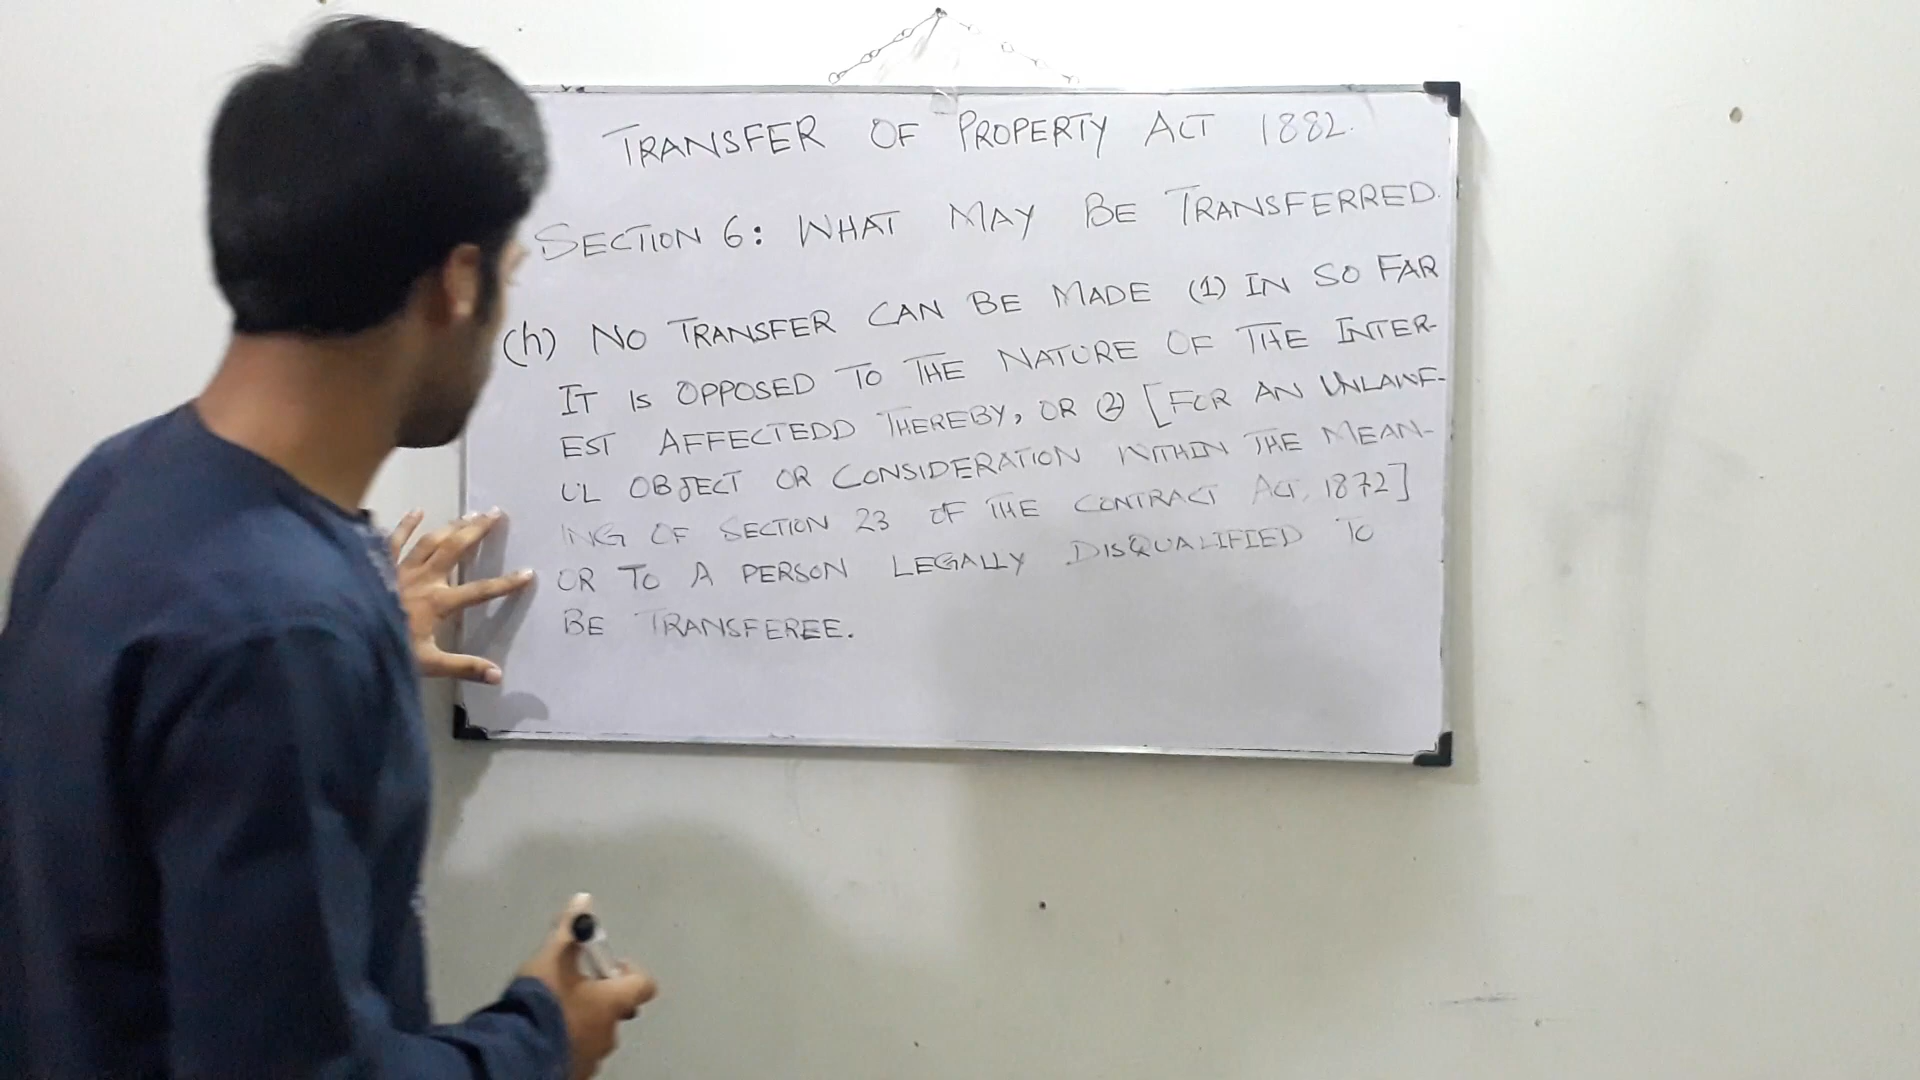 TRANSFER OF PROPERTY ACT 1882.
SECTION 6: WHAT MAY BE TRANSFERRED.
(h) NO TRANSFER CAN BE MADE (1) IN SO FAR
IT IS OPPOSED TO THE NATURE OF THE INTER-
EST AFFECTEDD THEREBY, OR (2) [FOR AN UNLAWF-
UL OBJECT OR CONSIDERATION WITHIN THE MEAN-
ING OF SECTION 23 OF THE CONTRACT ACT, 1872]
OR TO A PERSON LEGALLY DISQUALIFIED TO
BE TRANSFEREE.